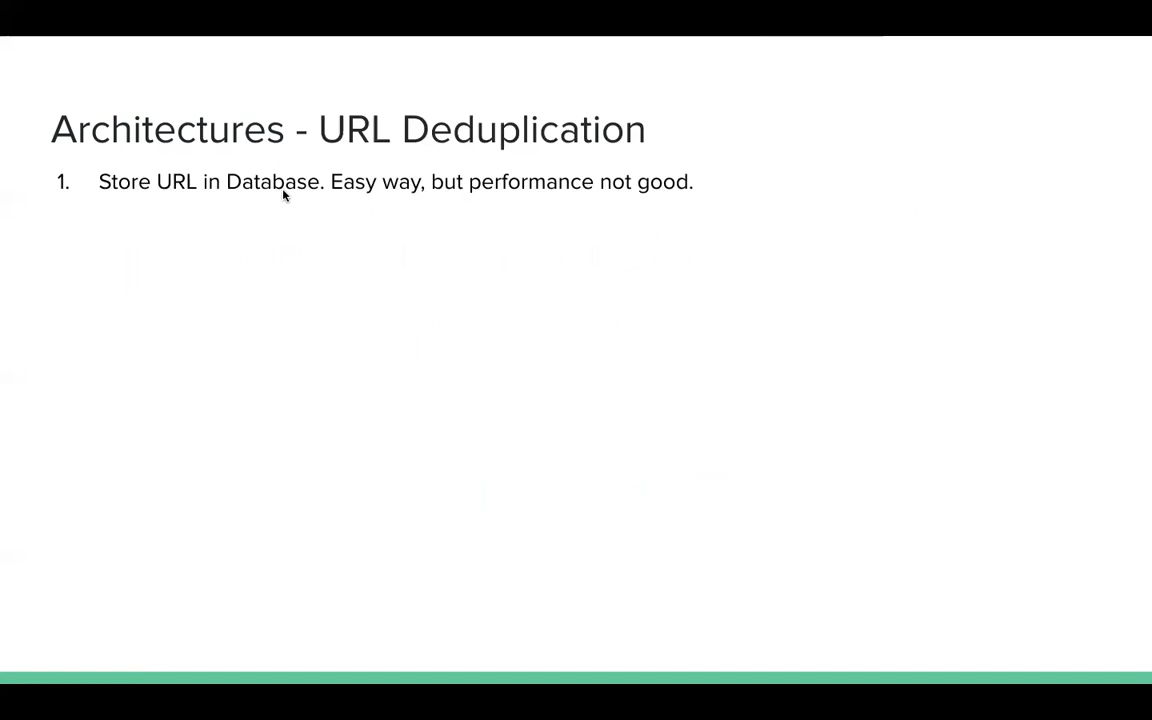 Architectures - URL Deduplication
1. Store URL in Database. Easy way, but performance not good.